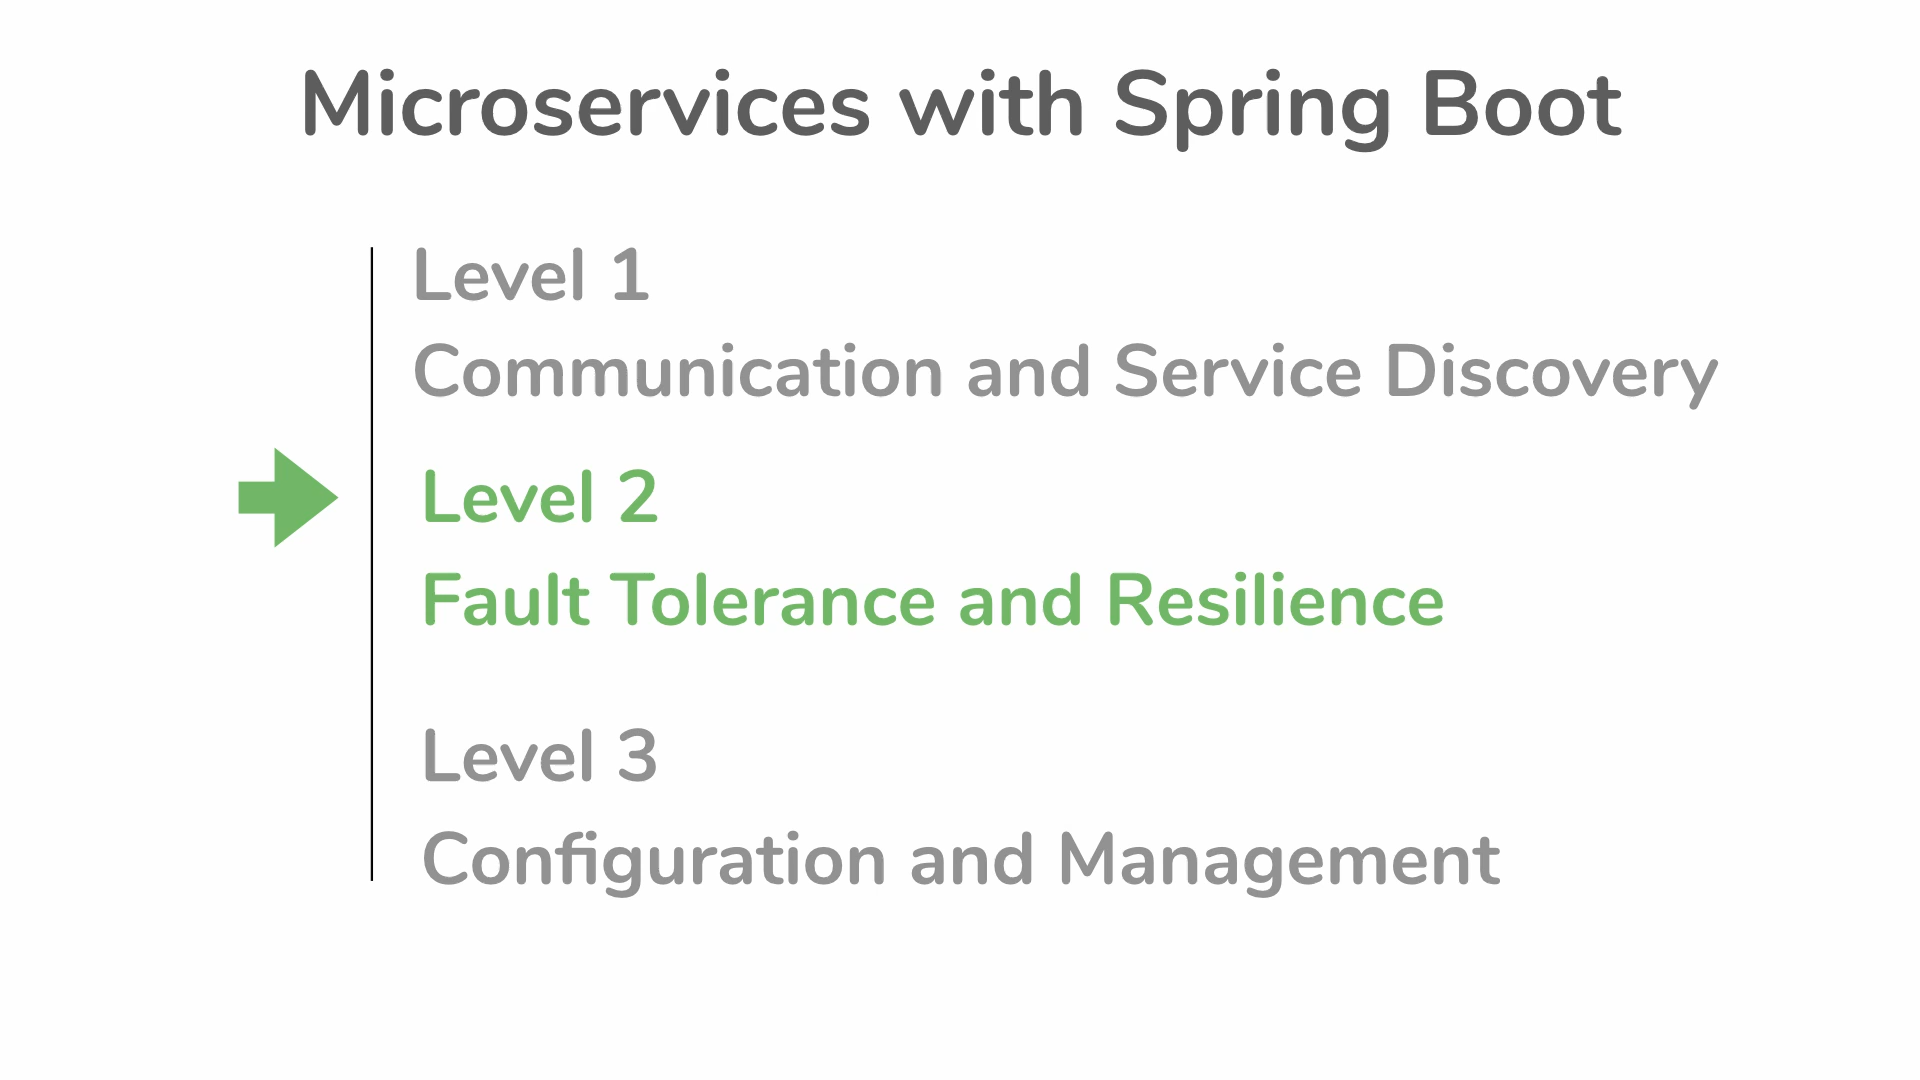 Microservices with Spring Boot
Level 1
Communication and Service Discovery
Level 2
Fault Tolerance and Resilience
Level 3
Configuration and Management